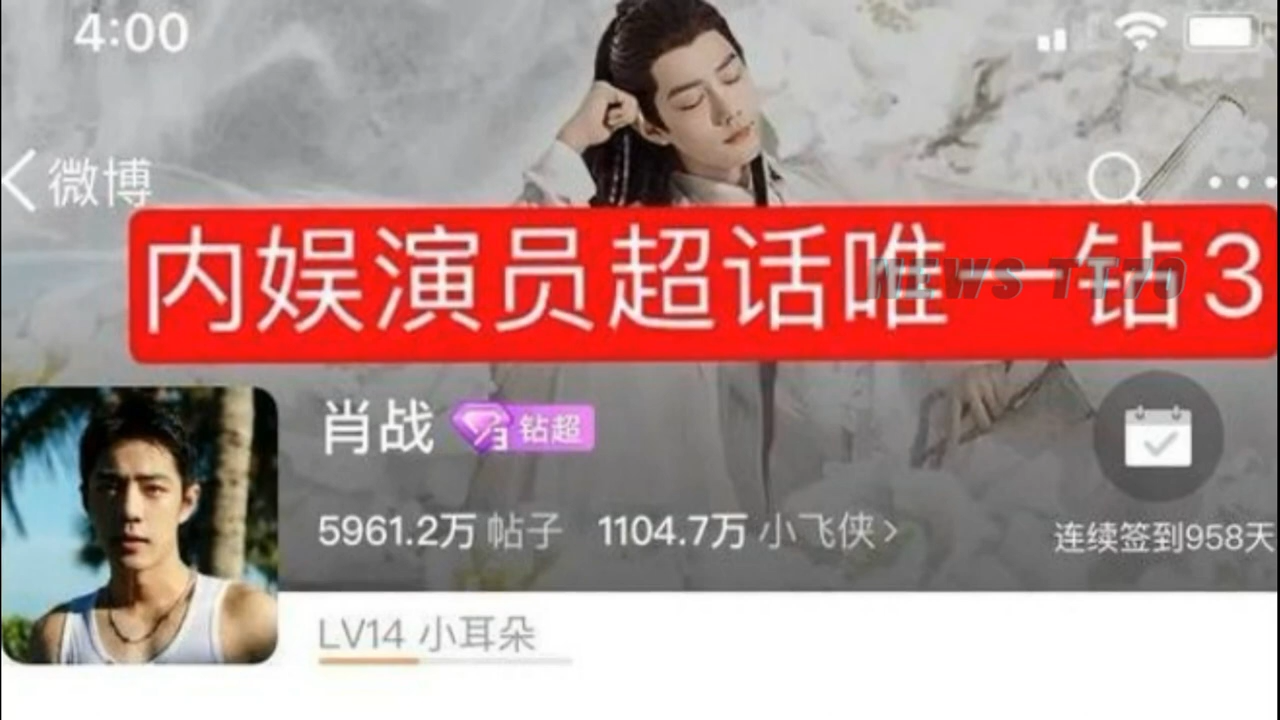 4:00
微博
内娱演员超话唯一钻3
NEWS TT70
肖战 钻超
5961.2万 帖子 1104.7万 小飞侠>
连续签到958天
LV14 小耳朵